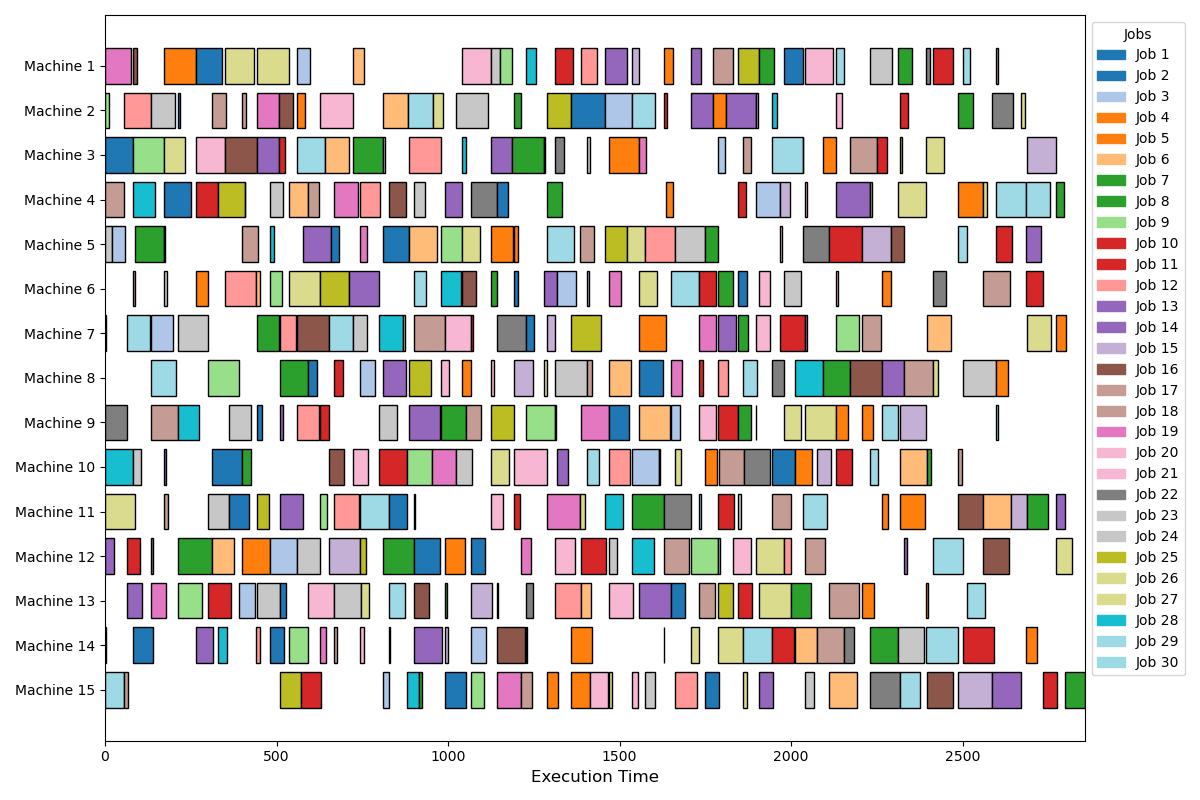 Machine 1
Machine 2
Machine 3
Machine 4
Machine 5
Machine 6
Machine 7
Machine 8
Machine 9
Machine 10
Machine 11
Machine 12
Machine 13
Machine 14
Machine 15
0 500 1000 1500 2000 2500
Execution Time
Jobs
Job 1
Job 2
Job 3
Job 4
Job 5
Job 6
Job 7
Job 8
Job 9
Job 10
Job 11
Job 12
Job 13
Job 14
Job 15
Job 16
Job 17
Job 18
Job 19
Job 20
Job 21
Job 22
Job 23
Job 24
Job 25
Job 26
Job 27
Job 28
Job 29
Job 30